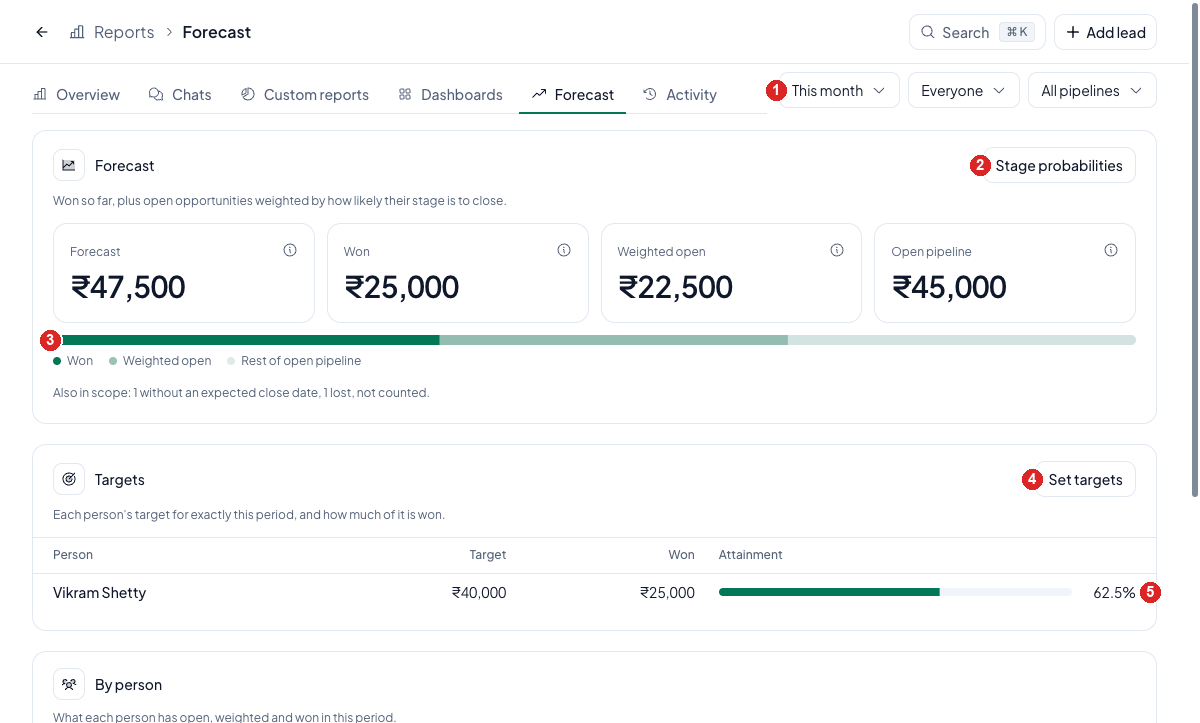 Reports > Forecast
Search ⌘ K
+ Add lead
Overview Chats Custom reports Dashboards Forecast Activity
1 This month Everyone All pipelines
Forecast
2 Stage probabilities
Won so far, plus open opportunities weighted by how likely their stage is to close.
Forecast Won Weighted open Open pipeline
₹47,500 ₹25,000 ₹22,500 ₹45,000
3
Won Weighted open Rest of open pipeline
Also in scope: 1 without an expected close date, 1 lost, not counted.
Targets
4 Set targets
Each person's target for exactly this period, and how much of it is won.
Person Target Won Attainment
Vikram Shetty ₹40,000 ₹25,000 62.5% 5
By person
What each person has open, weighted and won in this period.